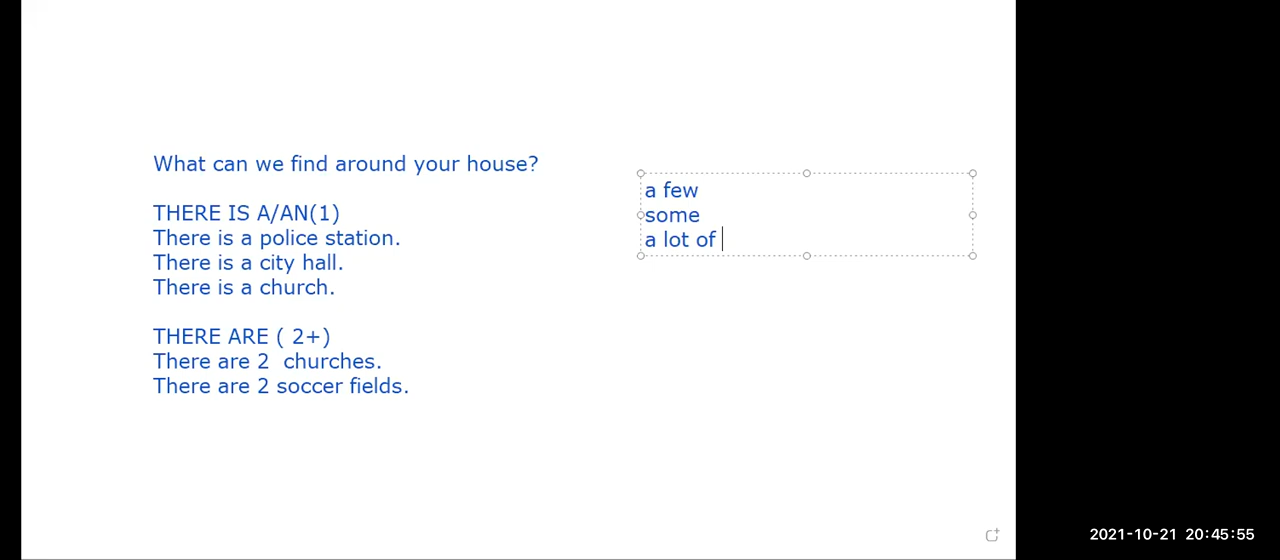 What can we find around your house?
THERE IS A/AN(1)
There is a police station.
There is a city hall.
There is a church.
THERE ARE ( 2+)
There are 2  churches.
There are 2 soccer fields.
a few
some
a lot of
2021-10-21 20:45:55